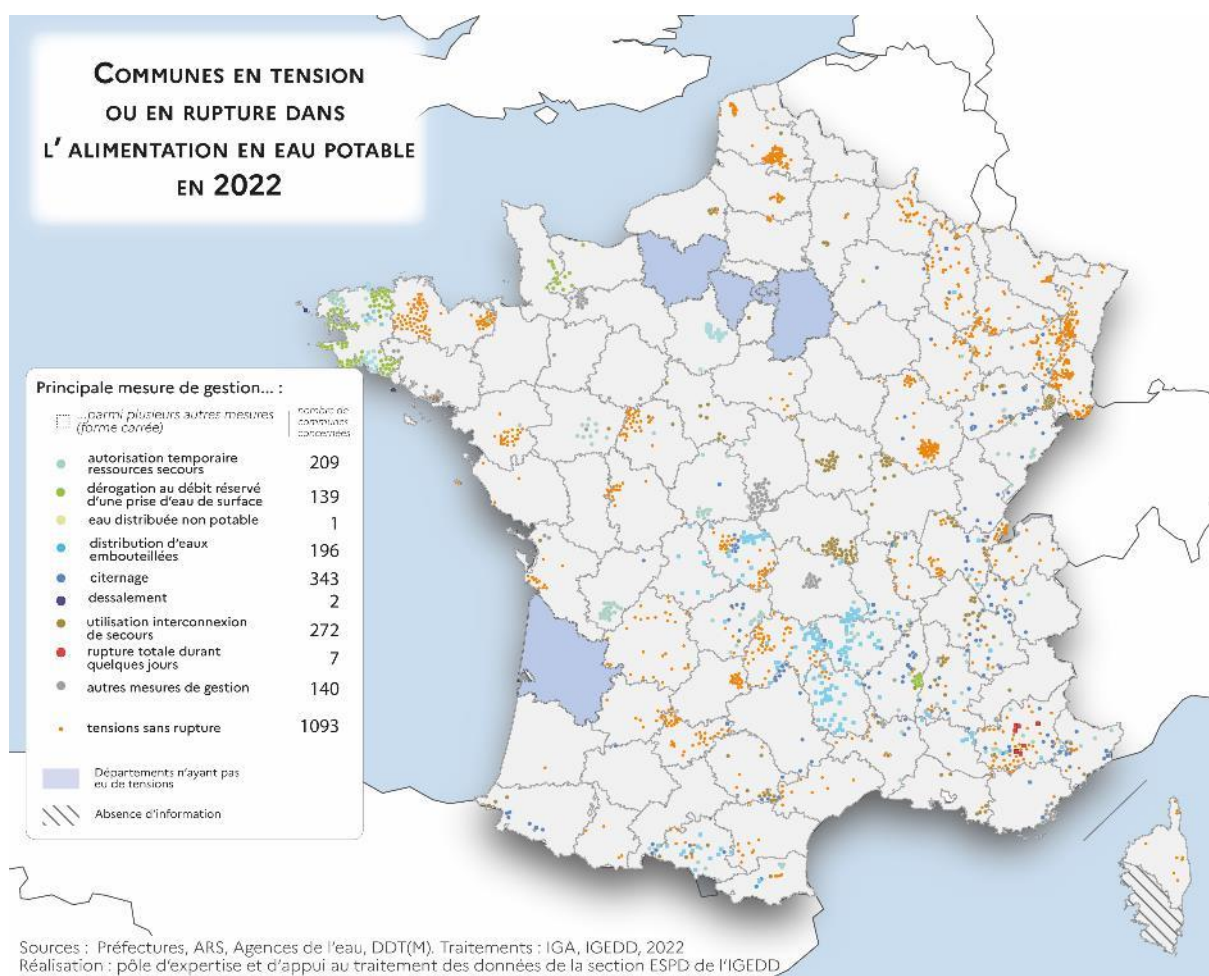 COMMUNES EN TENSION
OU EN RUPTURE DANS
L' ALIMENTATION EN EAU POTABLE
EN 2022
Principale mesure de gestion... :
...parmi plusieurs autres mesures
(forme carrée)
nombre de
communes
concernées
autorisation temporaire
ressources secours
209
dérogation au débit réservé
d'une prise d'eau de surface
139
eau distribuée non potable
1
distribution d'eaux
embouteillées
196
citernage
343
dessalement
2
utilisation interconnexion
de secours
272
rupture totale durant
quelques jours
7
autres mesures de gestion
140
tensions sans rupture
1093
Départements n'ayant pas
eu de tensions
Absence d'information
Sources : Préfectures, ARS, Agences de l'eau, DDT(M). Traitements : IGA, IGEDD, 2022
Réalisation : pôle d'expertise et d'appui au traitement des données de la section ESPD de l'IGEDD